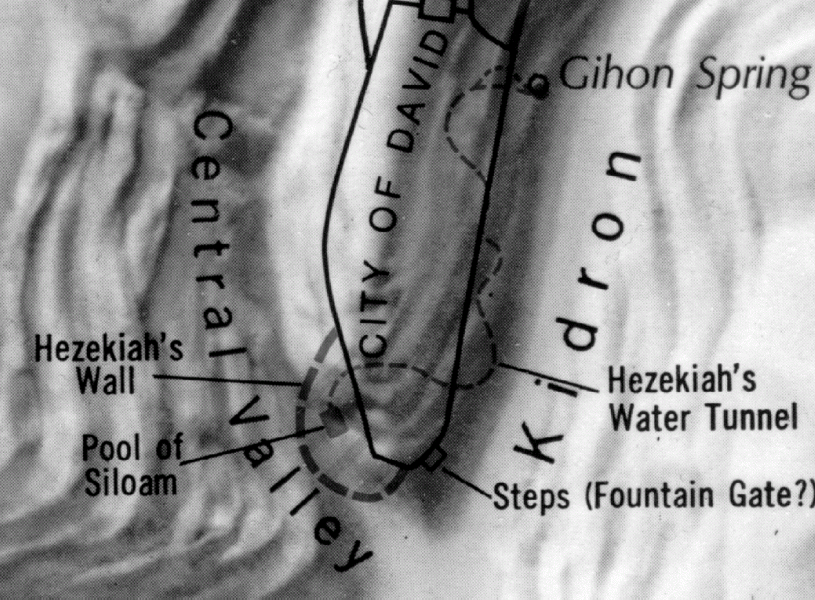 Gihon Spring
CITY OF DAVID
Central Valley
Kidron
Hezekiah's
Wall
Hezekiah's
Water Tunnel
Pool of
Siloam
Steps (Fountain Gate?)